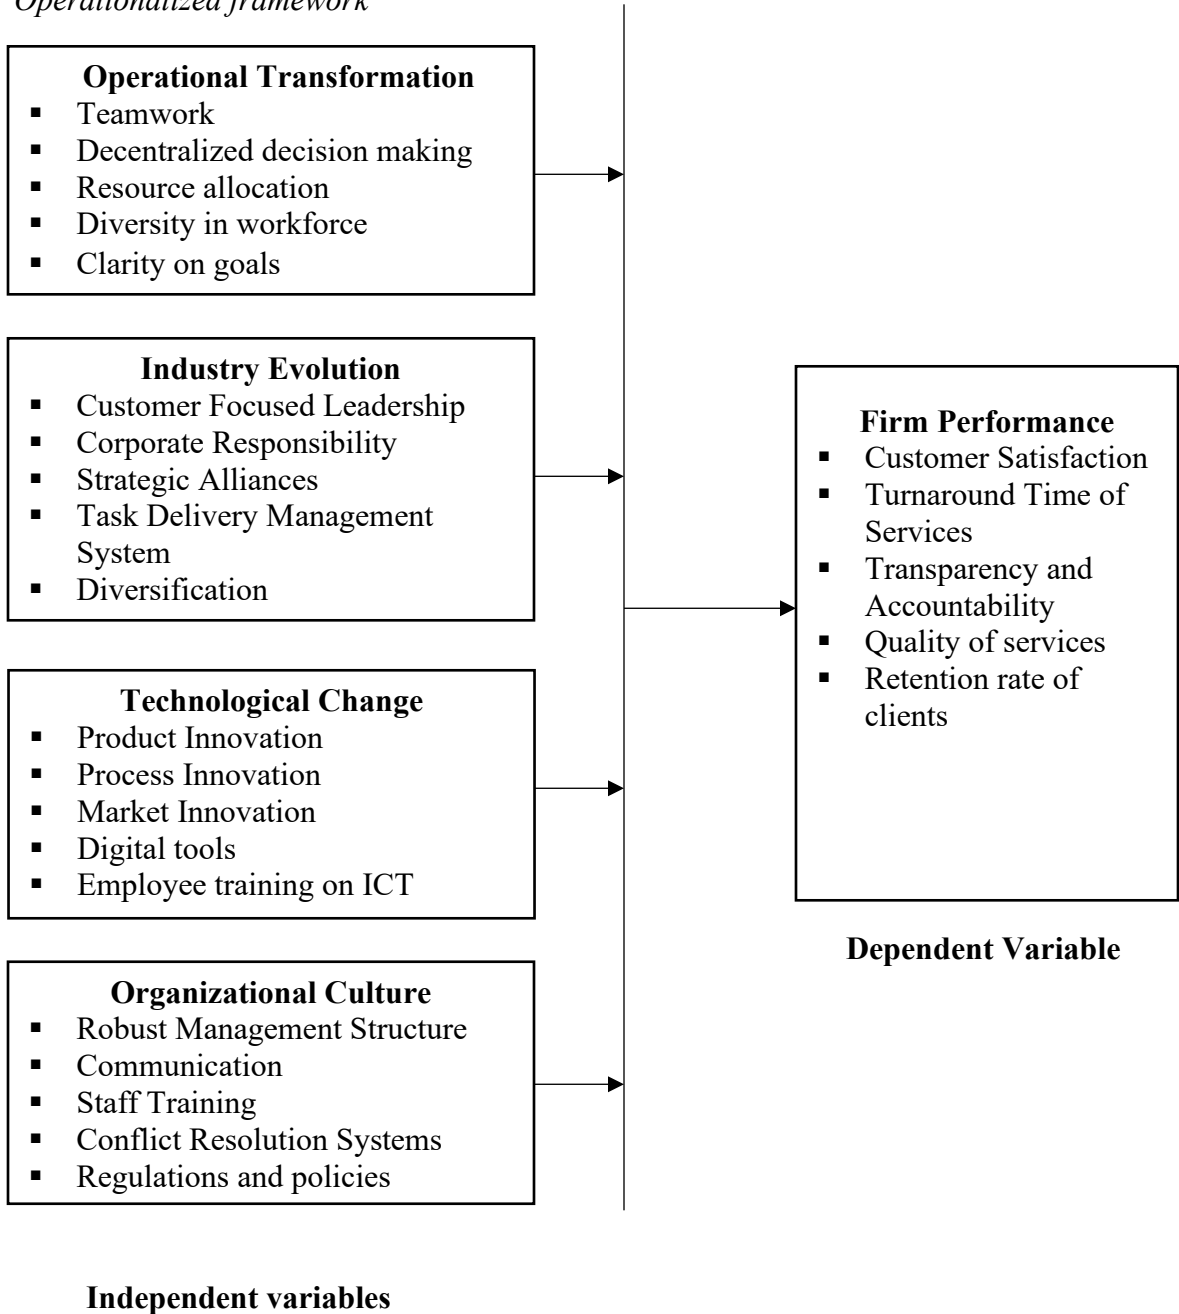 Operationalized framework
Operational Transformation
▪ Teamwork
▪ Decentralized decision making
▪ Resource allocation
▪ Diversity in workforce
▪ Clarity on goals
Industry Evolution
▪ Customer Focused Leadership
▪ Corporate Responsibility
▪ Strategic Alliances
▪ Task Delivery Management
System
▪ Diversification
Technological Change
▪ Product Innovation
▪ Process Innovation
▪ Market Innovation
▪ Digital tools
▪ Employee training on ICT
Organizational Culture
▪ Robust Management Structure
▪ Communication
▪ Staff Training
▪ Conflict Resolution Systems
▪ Regulations and policies
Independent variables
Firm Performance
▪ Customer Satisfaction
▪ Turnaround Time of
Services
▪ Transparency and
Accountability
▪ Quality of services
▪ Retention rate of
clients
Dependent Variable